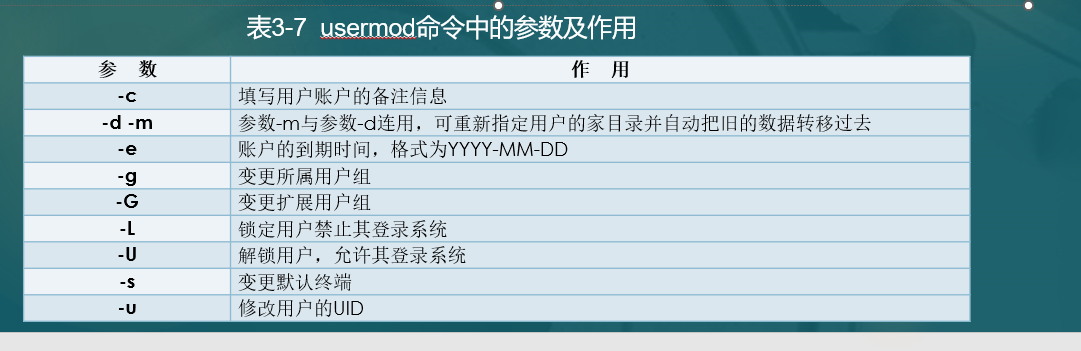 表3-7 usermod命令中的参数及作用
参 数 作 用
-c 填写用户账户的备注信息
-d -m 参数-m与参数-d连用，可重新指定用户的家目录并自动把旧的数据转移过去
-e 账户的到期时间，格式为YYYY-MM-DD
-g 变更所属用户组
-G 变更扩展用户组
-L 锁定用户禁止其登录系统
-U 解锁用户，允许其登录系统
-s 变更默认终端
-u 修改用户的UID